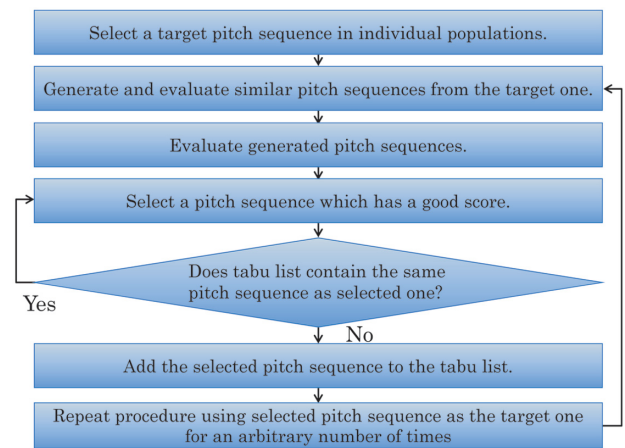 Select a target pitch sequence in individual populations.
Generate and evaluate similar pitch sequences from the target one.
Evaluate generated pitch sequences.
Select a pitch sequence which has a good score.
Does tabu list contain the same
pitch sequence as selected one?
Yes
No
Add the selected pitch sequence to the tabu list.
Repeat procedure using selected pitch sequence as the target one
for an arbitrary number of times